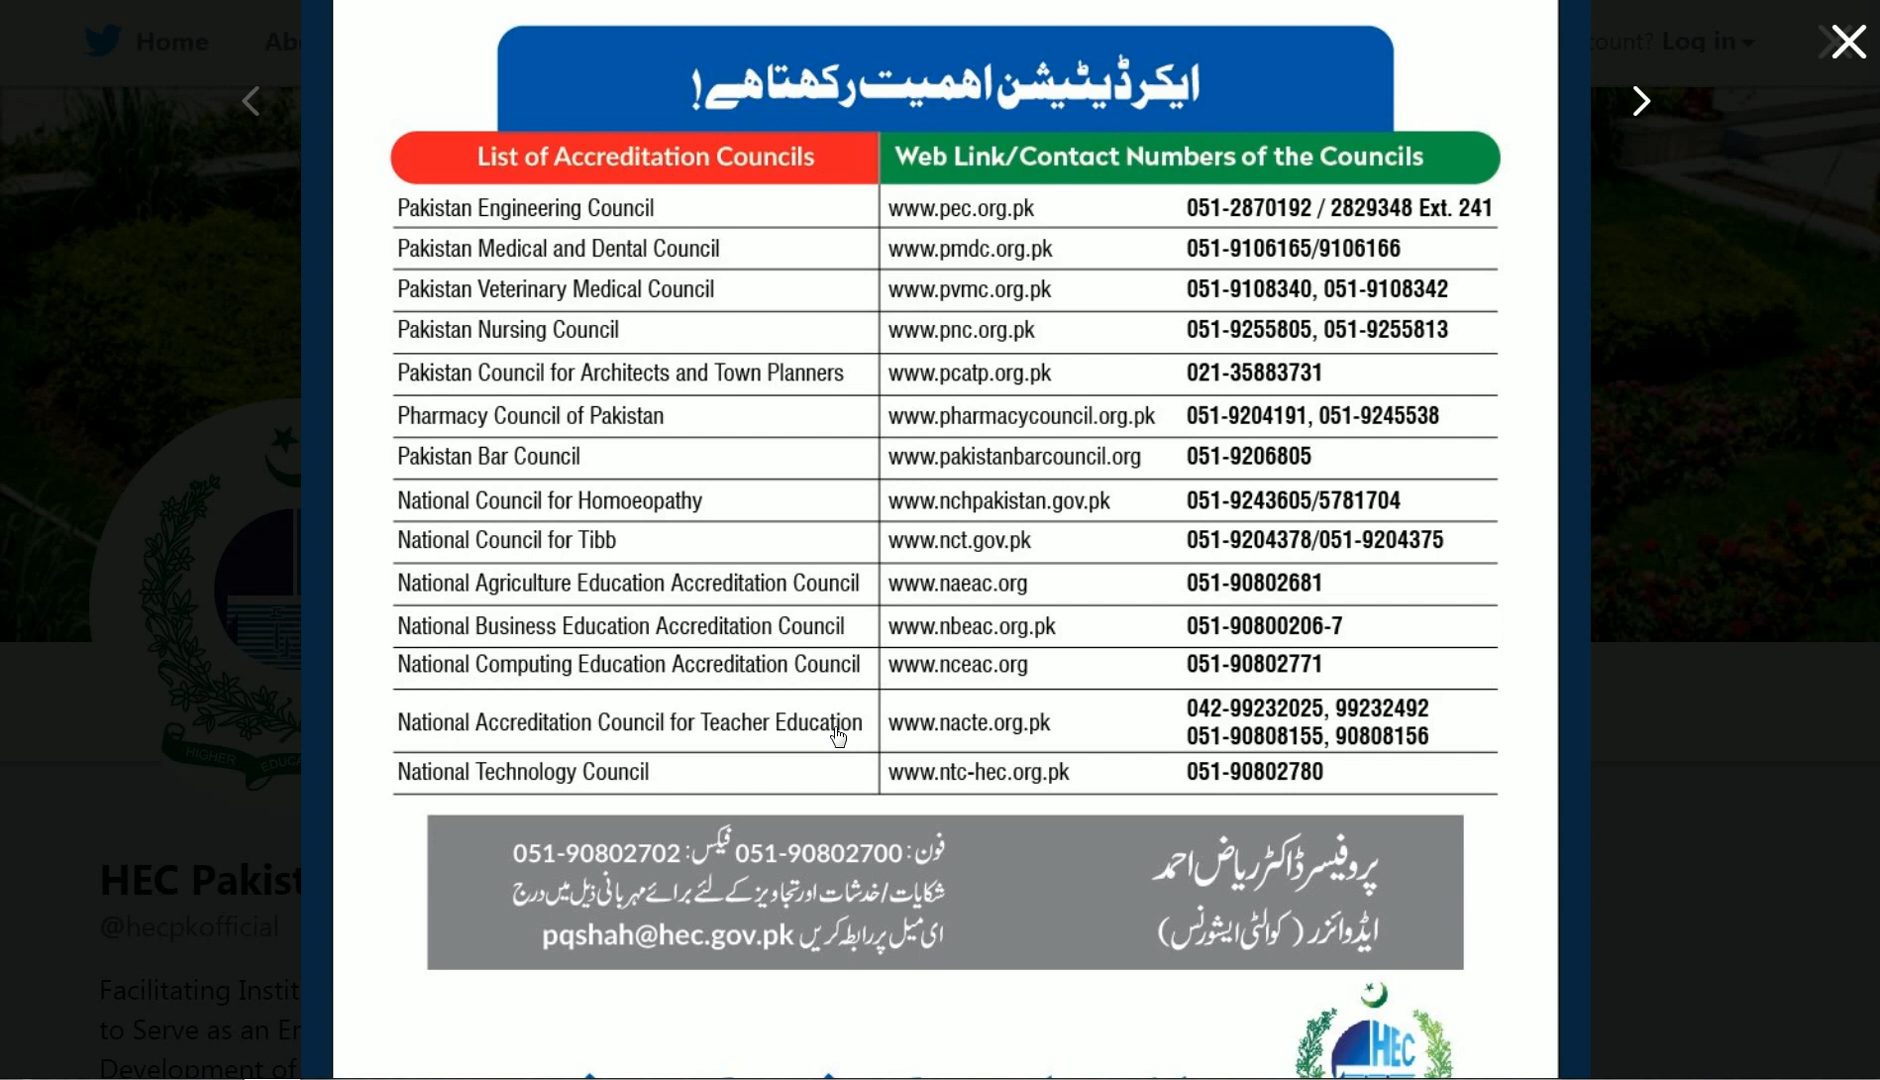 Home
Log in
ایکرڈیٹیشن اہمیت رکھتا ہے!
List of Accreditation Councils Web Link/Contact Numbers of the Councils
Pakistan Engineering Council www.pec.org.pk 051-2870192 / 2829348 Ext. 241
Pakistan Medical and Dental Council www.pmdc.org.pk 051-9106165/9106166
Pakistan Veterinary Medical Council www.pvmc.org.pk 051-9108340, 051-9108342
Pakistan Nursing Council www.pnc.org.pk 051-9255805, 051-9255813
Pakistan Council for Architects and Town Planners www.pcatp.org.pk 021-35883731
Pharmacy Council of Pakistan www.pharmacycouncil.org.pk 051-9204191, 051-9245538
Pakistan Bar Council www.pakistanbarcouncil.org 051-9206805
National Council for Homoeopathy www.nchpakistan.gov.pk 051-9243605/5781704
National Council for Tibb www.nct.gov.pk 051-9204378/051-9204375
National Agriculture Education Accreditation Council www.naeac.org 051-90802681
National Business Education Accreditation Council www.nbeac.org.pk 051-90800206-7
National Computing Education Accreditation Council www.nceac.org 051-90802771
National Accreditation Council for Teacher Education www.nacte.org.pk 042-99232025, 99232492
051-90808155, 90808156
National Technology Council www.ntc-hec.org.pk 051-90802780
پروفیسر ڈاکٹر ریاض احمد
ایڈوائزر (کوالٹی ایشورنس)
فون: 051-90802700 فیکس: 051-90802702
شکایات/خدشات اور تجاویز کے لئے برائے مہربانی ذیل میں درج
ای میل پر رابطہ کریں pqshah@hec.gov.pk
HEC
HIGHER
HEC
@hecpkofficial
Facilitating
to Serve as an
Development of